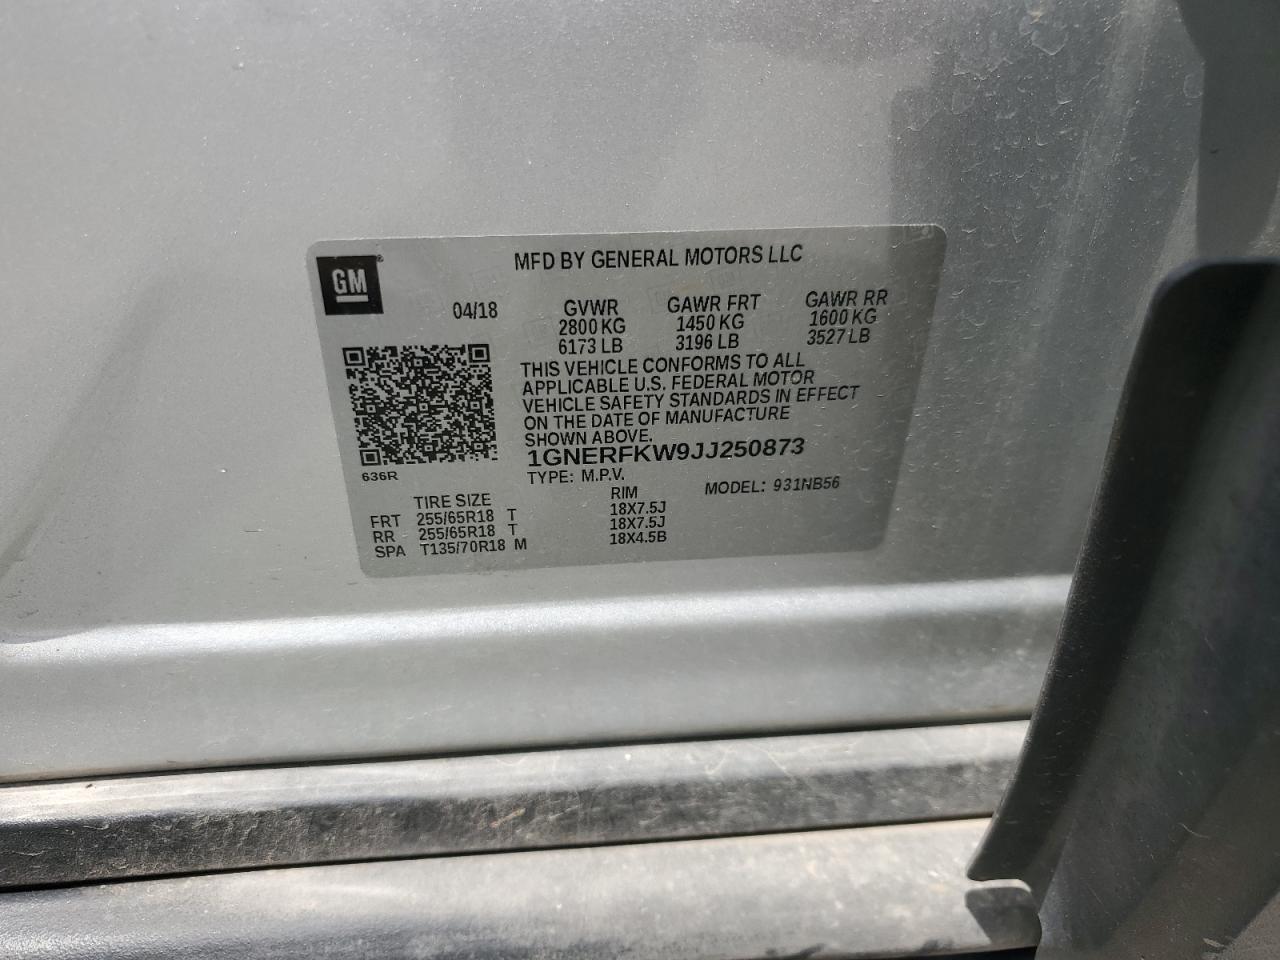 MFD BY GENERAL MOTORS LLC
GM®
04/18 GVWR GAWR FRT GAWR RR
2800 KG 1450 KG 1600 KG
6173 LB 3196 LB 3527 LB
THIS VEHICLE CONFORMS TO ALL
APPLICABLE U.S. FEDERAL MOTOR
VEHICLE SAFETY STANDARDS IN EFFECT
ON THE DATE OF MANUFACTURE
SHOWN ABOVE.
1GNERFKW9JJ250873
636R
TYPE: M.P.V. MODEL: 931NB56
TIRE SIZE RIM
FRT 255/65R18 T 18X7.5J
RR 255/65R18 T 18X7.5J
SPA T135/70R18 M 18X4.5B